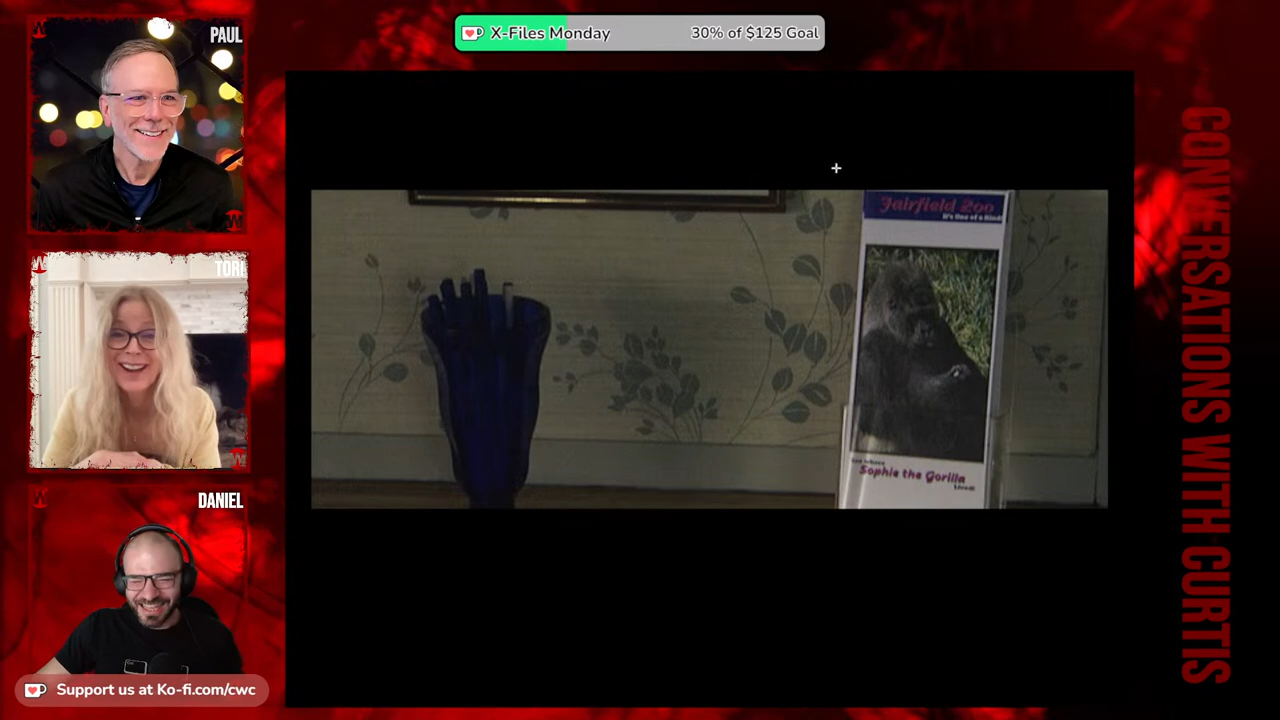 PAUL
X-Files Monday
30% of $125 Goal
CONVERSATIONS WITH CURTIS
Fairfield Zoo
It's One of a Kind!
TORI
Sophie the Gorilla
Lived!
DANIEL
Support us at Ko-fi.com/cwc